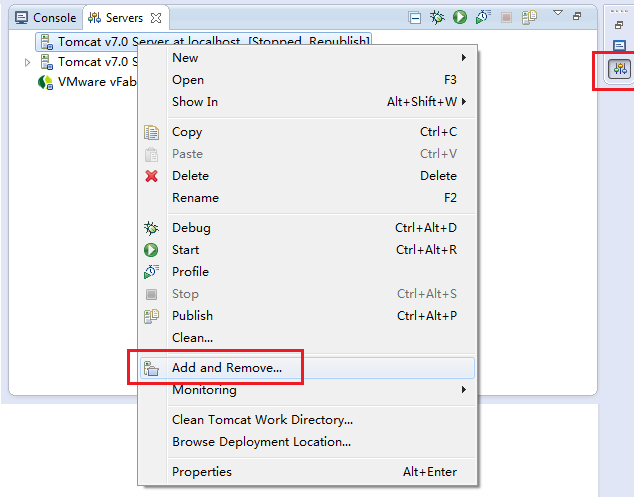 Console
Servers
Tomcat v7.0 Server at localhost [Stopped, Republish]
Tomcat v7.0 S
VMware vFab
New
Open F3
Show In Alt+Shift+W
Copy Ctrl+C
Paste Ctrl+V
Delete Delete
Rename F2
Debug Ctrl+Alt+D
Start Ctrl+Alt+R
Profile
Stop Ctrl+Alt+S
Publish Ctrl+Alt+P
Clean...
Add and Remove...
Monitoring
Clean Tomcat Work Directory...
Browse Deployment Location...
Properties Alt+Enter